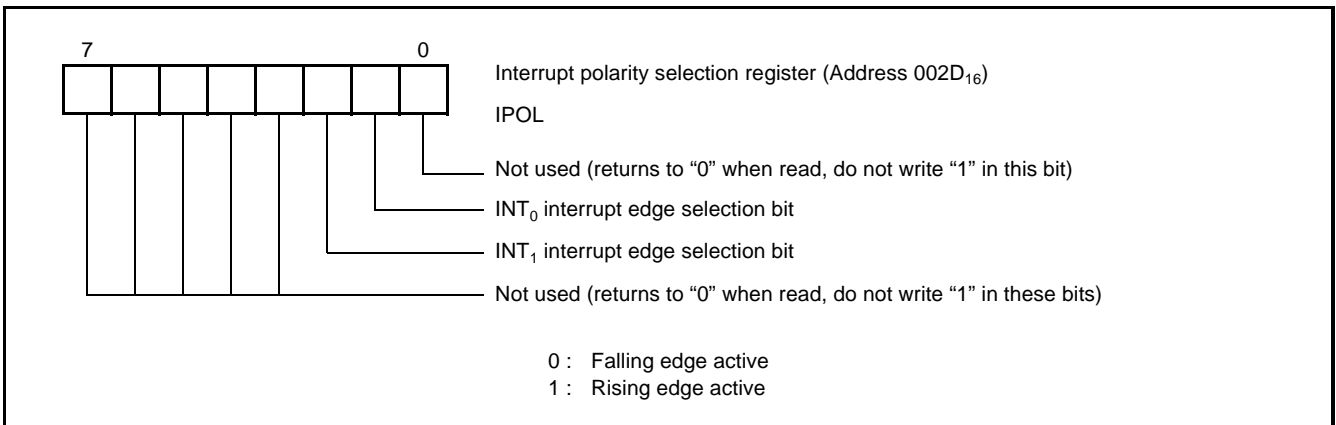 7 0
Interrupt polarity selection register (Address 002D₁₆)
IPOL
Not used (returns to “0” when read, do not write “1” in this bit)
INT₀ interrupt edge selection bit
INT₁ interrupt edge selection bit
Not used (returns to “0” when read, do not write “1” in these bits)
0 : Falling edge active
1 : Rising edge active